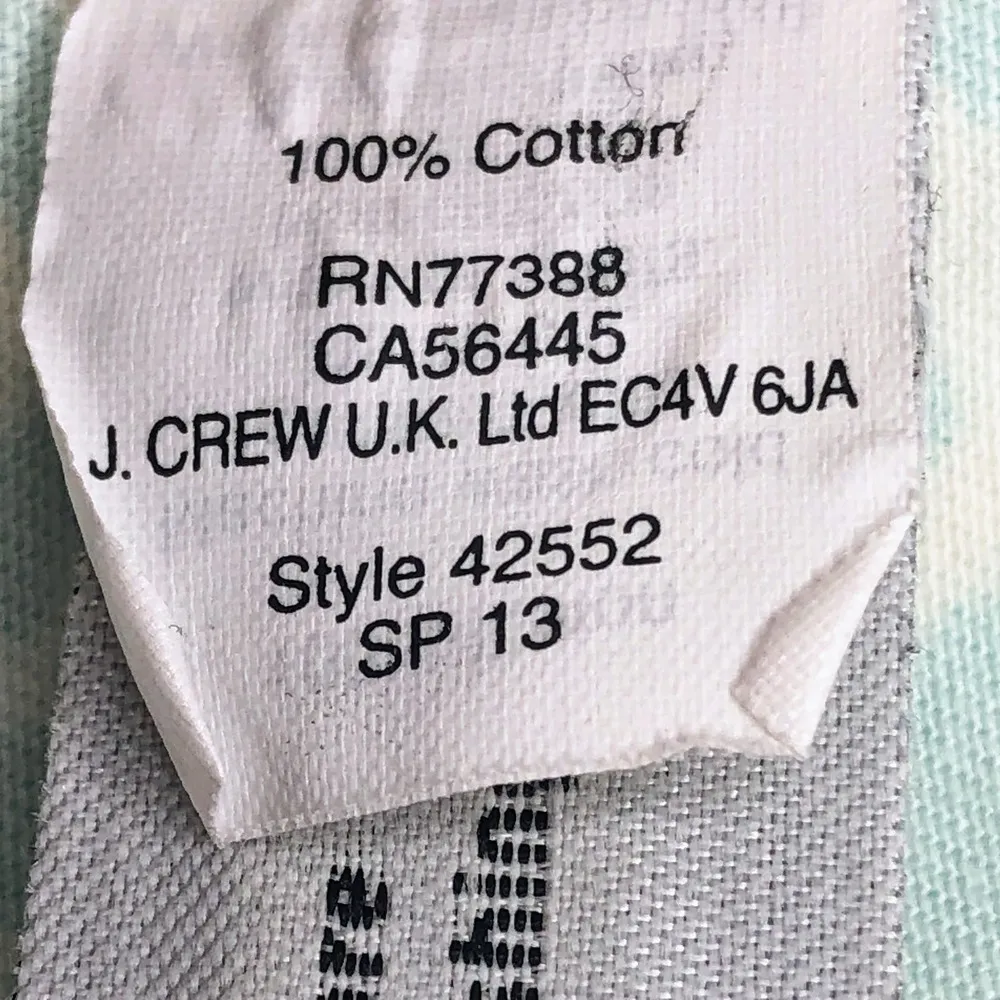 100% Cotton
RN77388
CA56445
J. CREW U.K. Ltd EC4V 6JA
Style 42552
SP 13